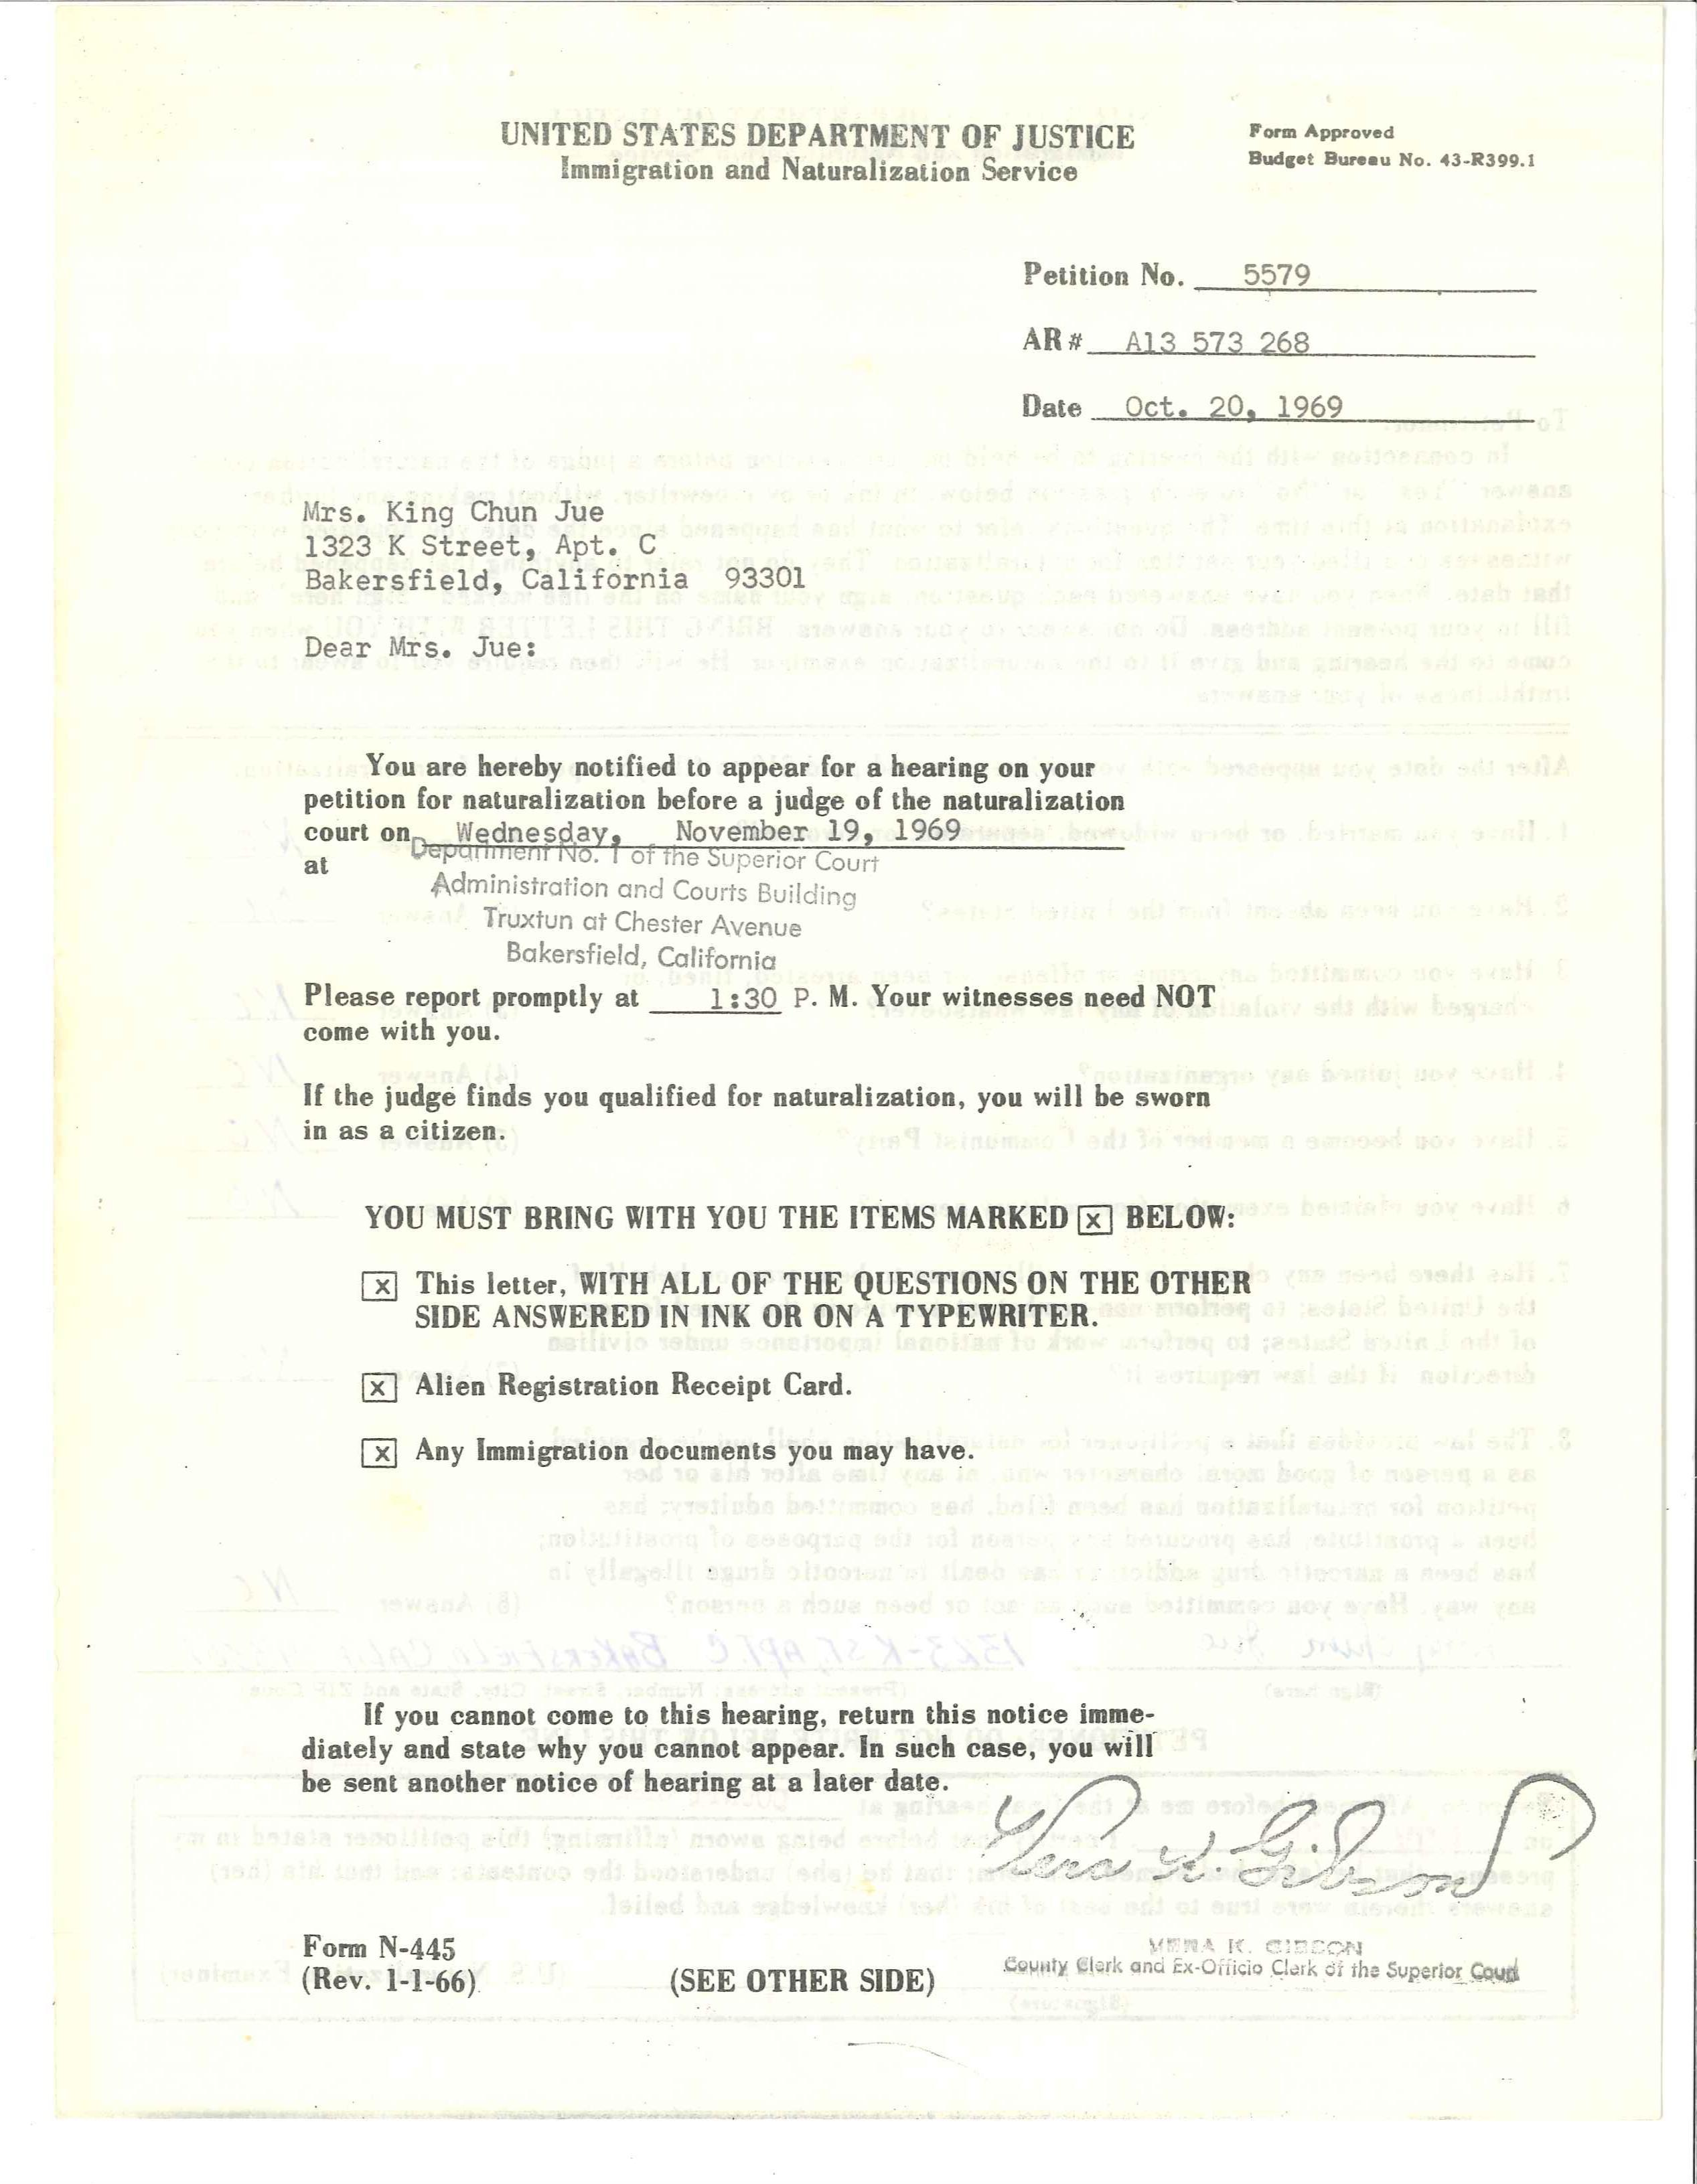 UNITED STATES DEPARTMENT OF JUSTICE
Immigration and Naturalization Service
Form Approved
Budget Bureau No. 43-R399.1
Petition No. 5579
AR # A13 573 268
Date Oct. 20, 1969
Mrs. King Chun Jue
1323 K Street, Apt. C
Bakersfield, California 93301
Dear Mrs. Jue:
You are hereby notified to appear for a hearing on your
petition for naturalization before a judge of the naturalization
court on Wednesday, November 19, 1969
at Department No. 1 of the Superior Court
Administration and Courts Building
Truxtun at Chester Avenue
Bakersfield, California
Please report promptly at 1:30 P. M. Your witnesses need NOT
come with you.
If the judge finds you qualified for naturalization, you will be sworn
in as a citizen.
YOU MUST BRING WITH YOU THE ITEMS MARKED x BELOW:
x This letter, WITH ALL OF THE QUESTIONS ON THE OTHER
SIDE ANSWERED IN INK OR ON A TYPEWRITER.
x Alien Registration Receipt Card.
x Any Immigration documents you may have.
If you cannot come to this hearing, return this notice imme-
diately and state why you cannot appear. In such case, you will
be sent another notice of hearing at a later date.
Vera K. Gibson
VERA K. GIBSON
County Clerk and Ex-Officio Clerk of the Superior Court
Form N-445
(Rev. 1-1-66)
(SEE OTHER SIDE)